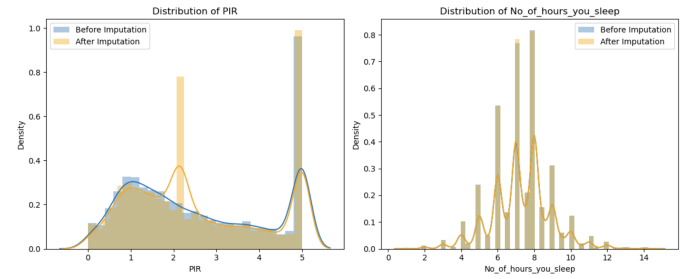 Distribution of PIR
Before Imputation
After Imputation
1.0
0.8
0.6
0.4
0.2
0.0
Density
0
1
2
3
4
5
PIR
Distribution of No_of_hours_you_sleep
Before Imputation
After Imputation
0.8
0.7
0.6
0.5
0.4
0.3
0.2
0.1
0.0
Density
0
2
4
6
8
10
12
14
No_of_hours_you_sleep